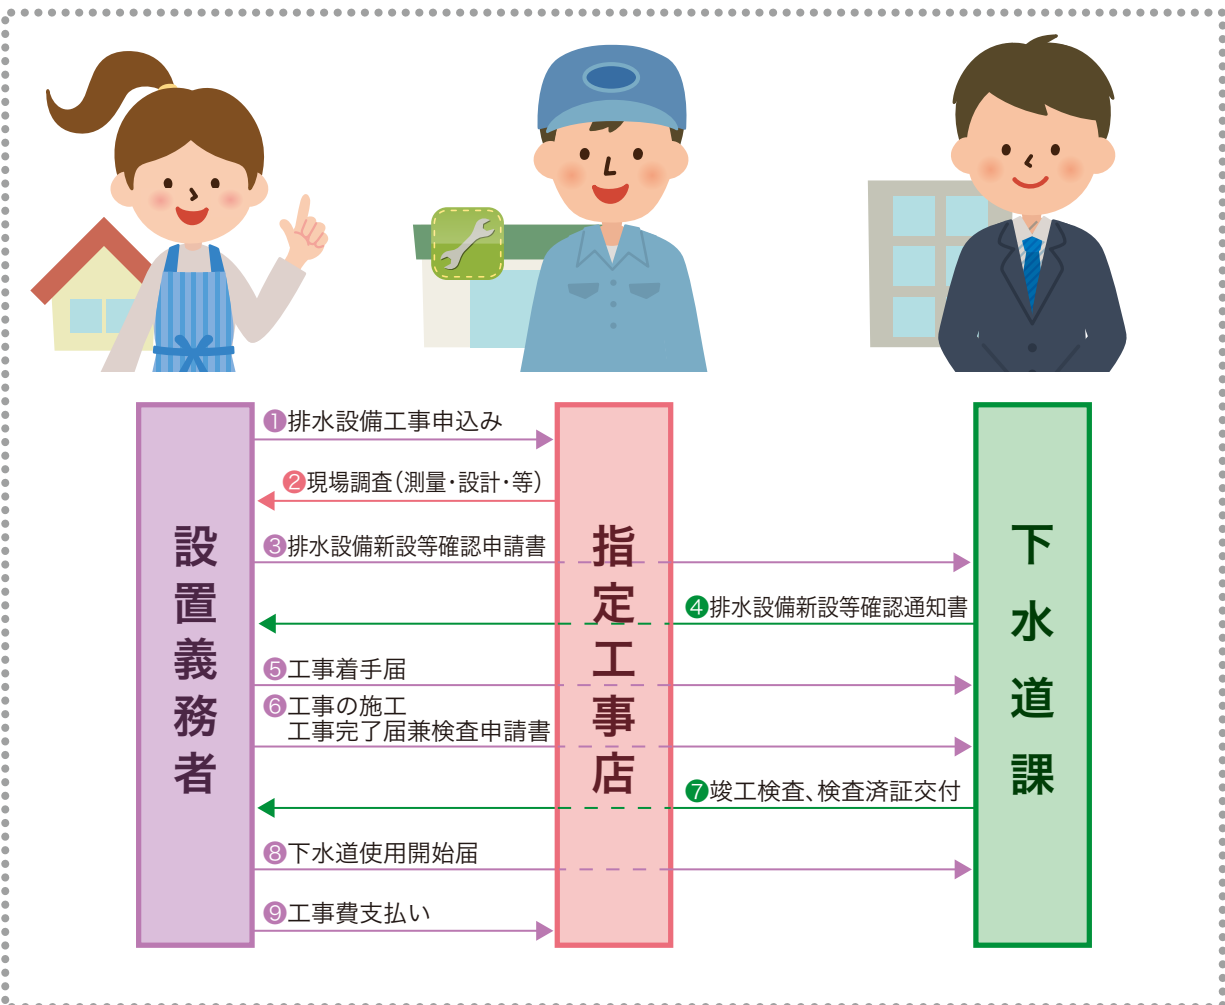 ❶排水設備工事申込み
❷現場調査(測量・設計・等)
❸排水設備新設等確認申請書
❹排水設備新設等確認通知書
❺工事着手届
❻工事の施工
工事完了届兼検査申請書
❼竣工検査、検査済証交付
❽下水道使用開始届
❾工事費支払い
設置義務者
指定工事店
下水道課